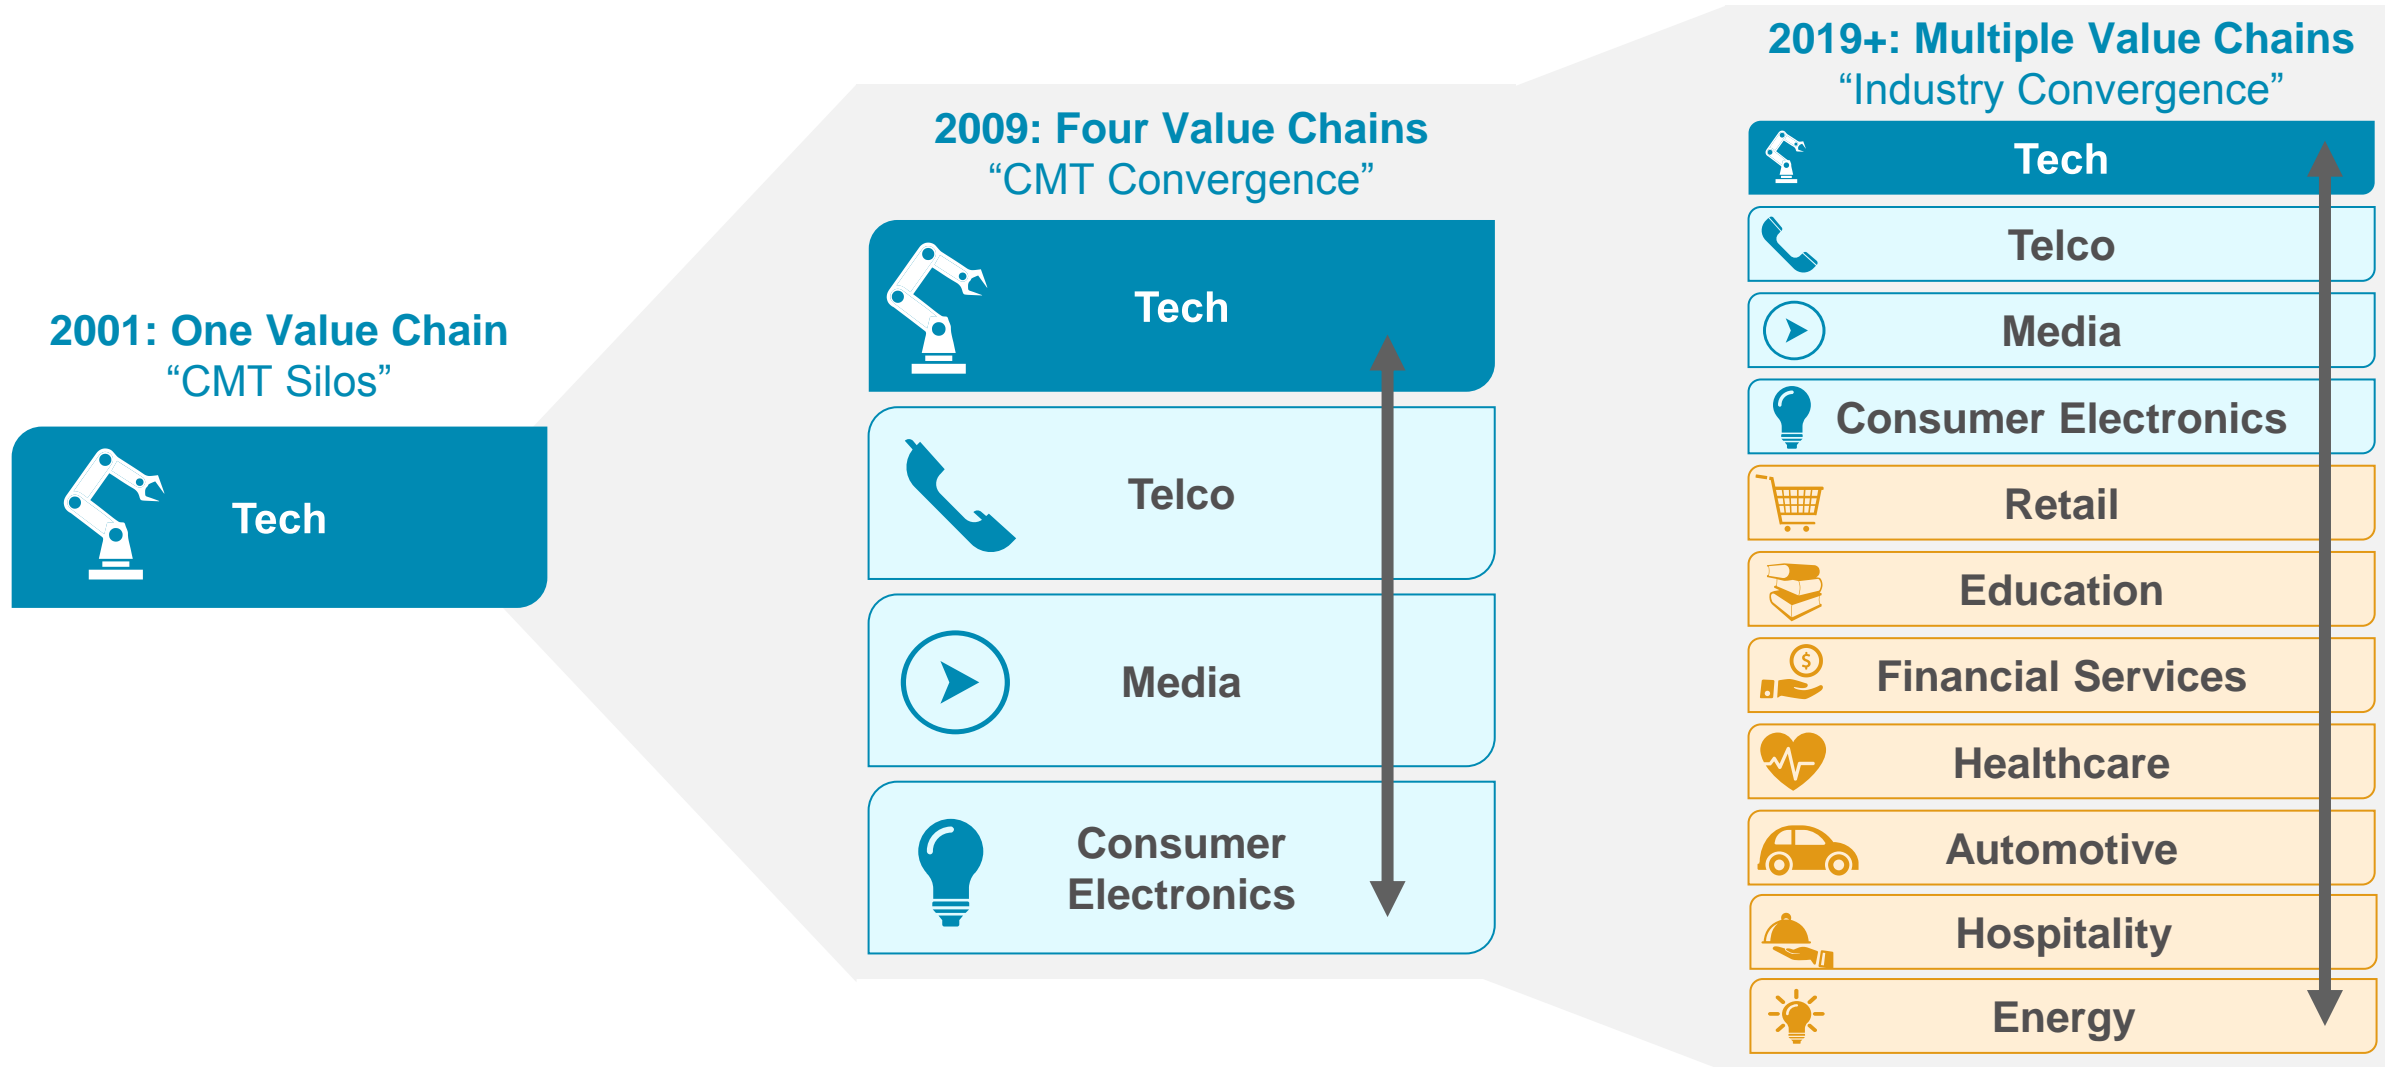 2001: One Value Chain
“CMT Silos”
Tech
2009: Four Value Chains
“CMT Convergence”
Tech
Telco
Media
Consumer
Electronics
2019+: Multiple Value Chains
“Industry Convergence”
Tech
Telco
Media
Consumer Electronics
Retail
Education
$
Financial Services
Healthcare
Automotive
Hospitality
Energy